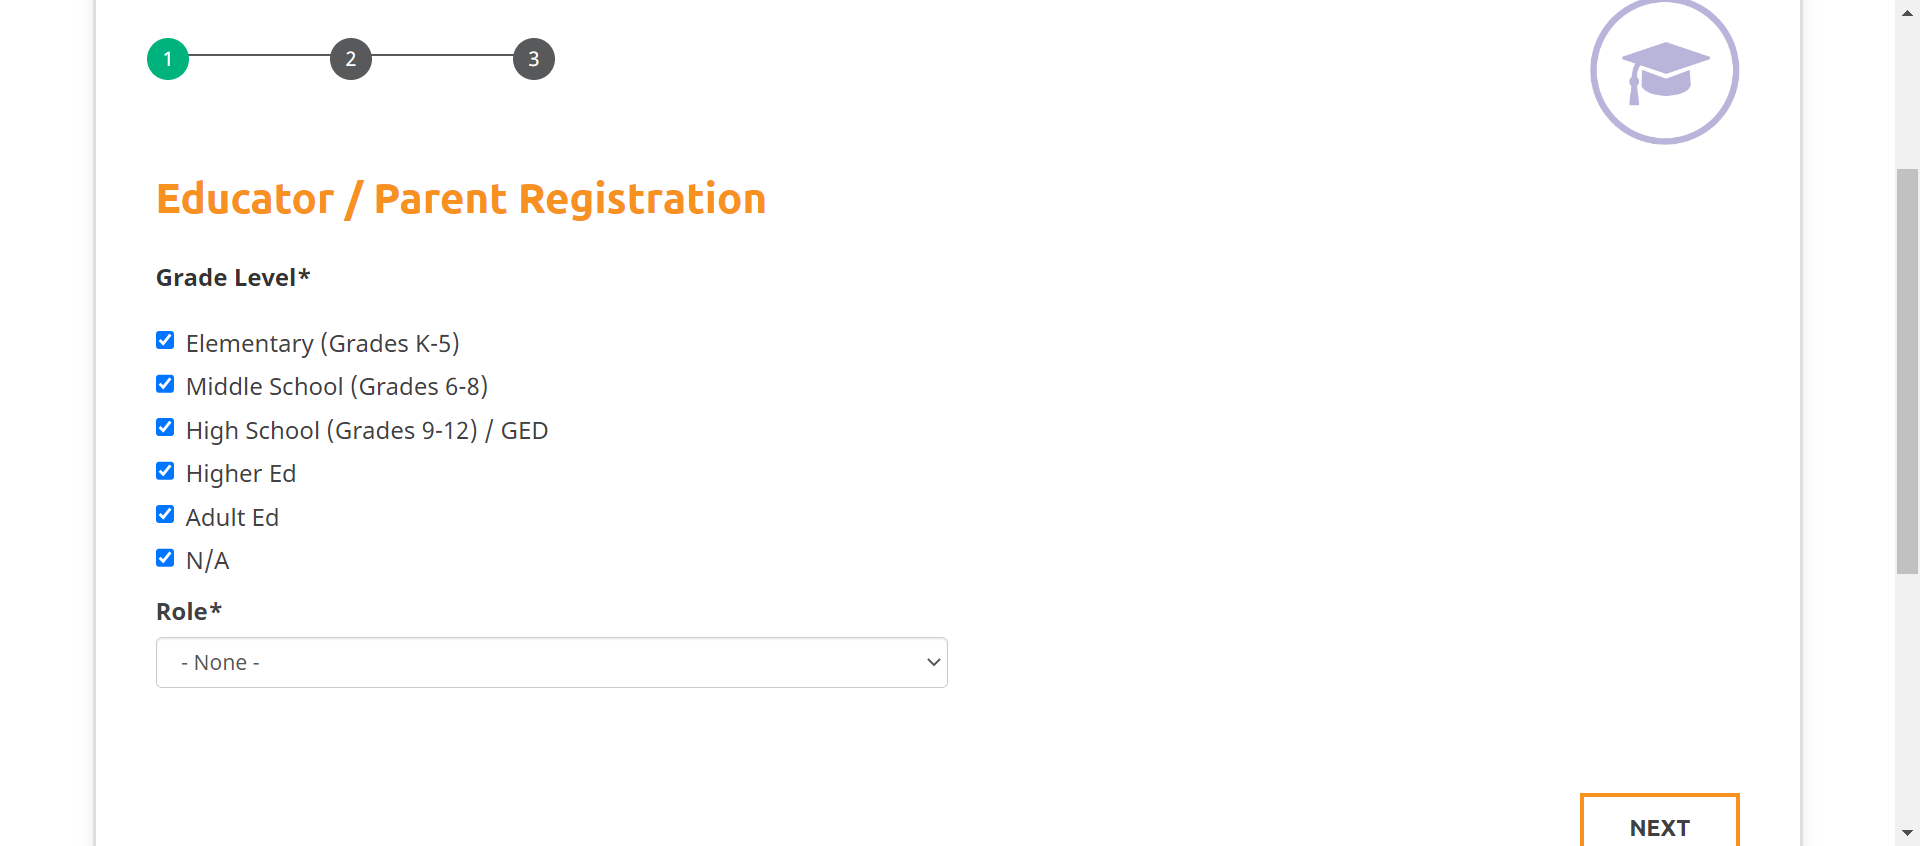 1 2 3
Educator / Parent Registration
Grade Level*
Elementary (Grades K-5)
Middle School (Grades 6-8)
High School (Grades 9-12) / GED
Higher Ed
Adult Ed
N/A
Role*
- None -
NEXT